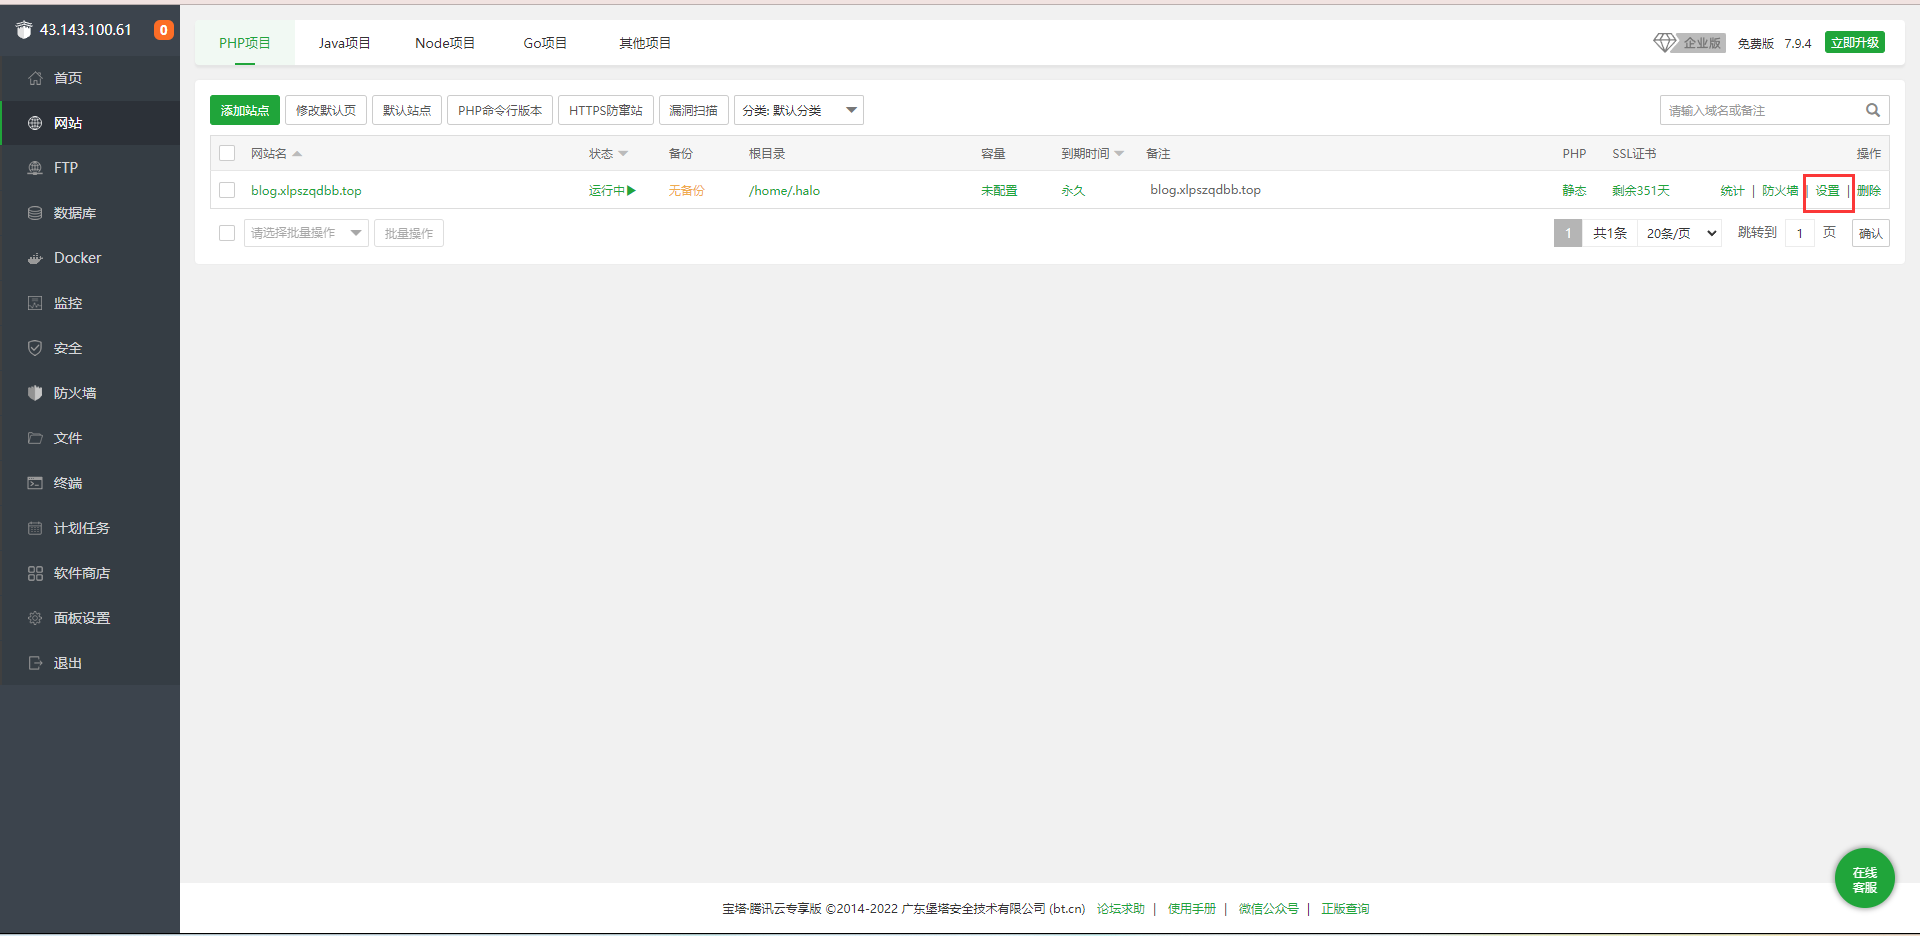 43.143.100.61 0
首页
网站
FTP
数据库
Docker
监控
安全
防火墙
文件
终端
计划任务
软件商店
面板设置
退出
PHP项目 Java项目 Node项目 Go项目 其他项目 企业版 免费版 7.9.4 立即升级
添加站点 修改默认页 默认站点 PHP命令行版本 HTTPS防窜站 漏洞扫描 分类: 默认分类 请输入域名或备注
网站名 状态 备份 根目录 容量 到期时间 备注 PHP SSL证书 操作
blog.xlpszqdbb.top 运行中 无备份 /home/.halo 未配置 永久 blog.xlpszqdbb.top 静态 剩余351天 统计 | 防火墙 | 设置 | 删除
请选择批量操作 批量操作 1 共1条 20条/页 跳转到 1 页 确认
在线
客服
宝塔·腾讯云专享版 ©2014-2022 广东堡塔安全技术有限公司 (bt.cn) 论坛求助 | 使用手册 | 微信公众号 | 正版查询